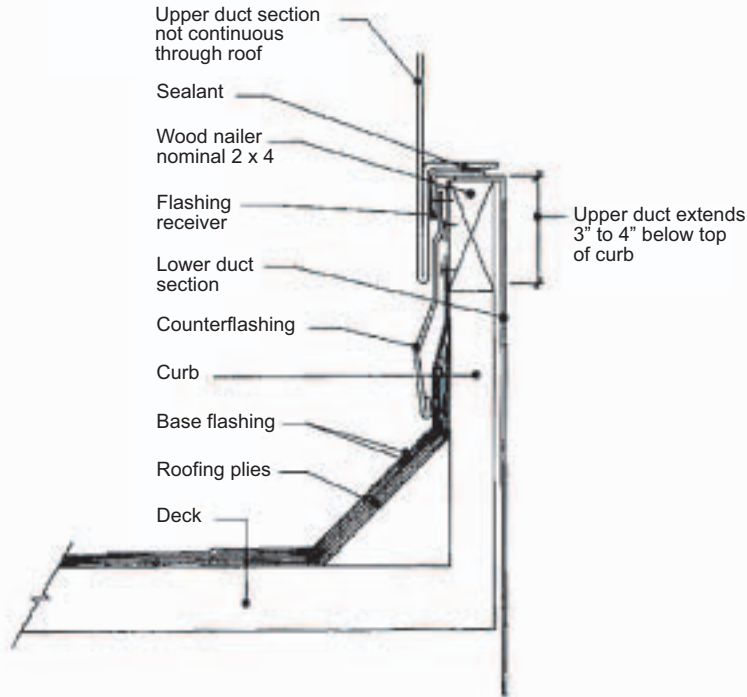 Upper duct section
not continuous
through roof
Sealant
Wood nailer
nominal 2 x 4
Flashing
receiver
Lower duct
section
Counterflashing
Curb
Base flashing
Roofing plies
Deck
Upper duct extends
3” to 4” below top
of curb